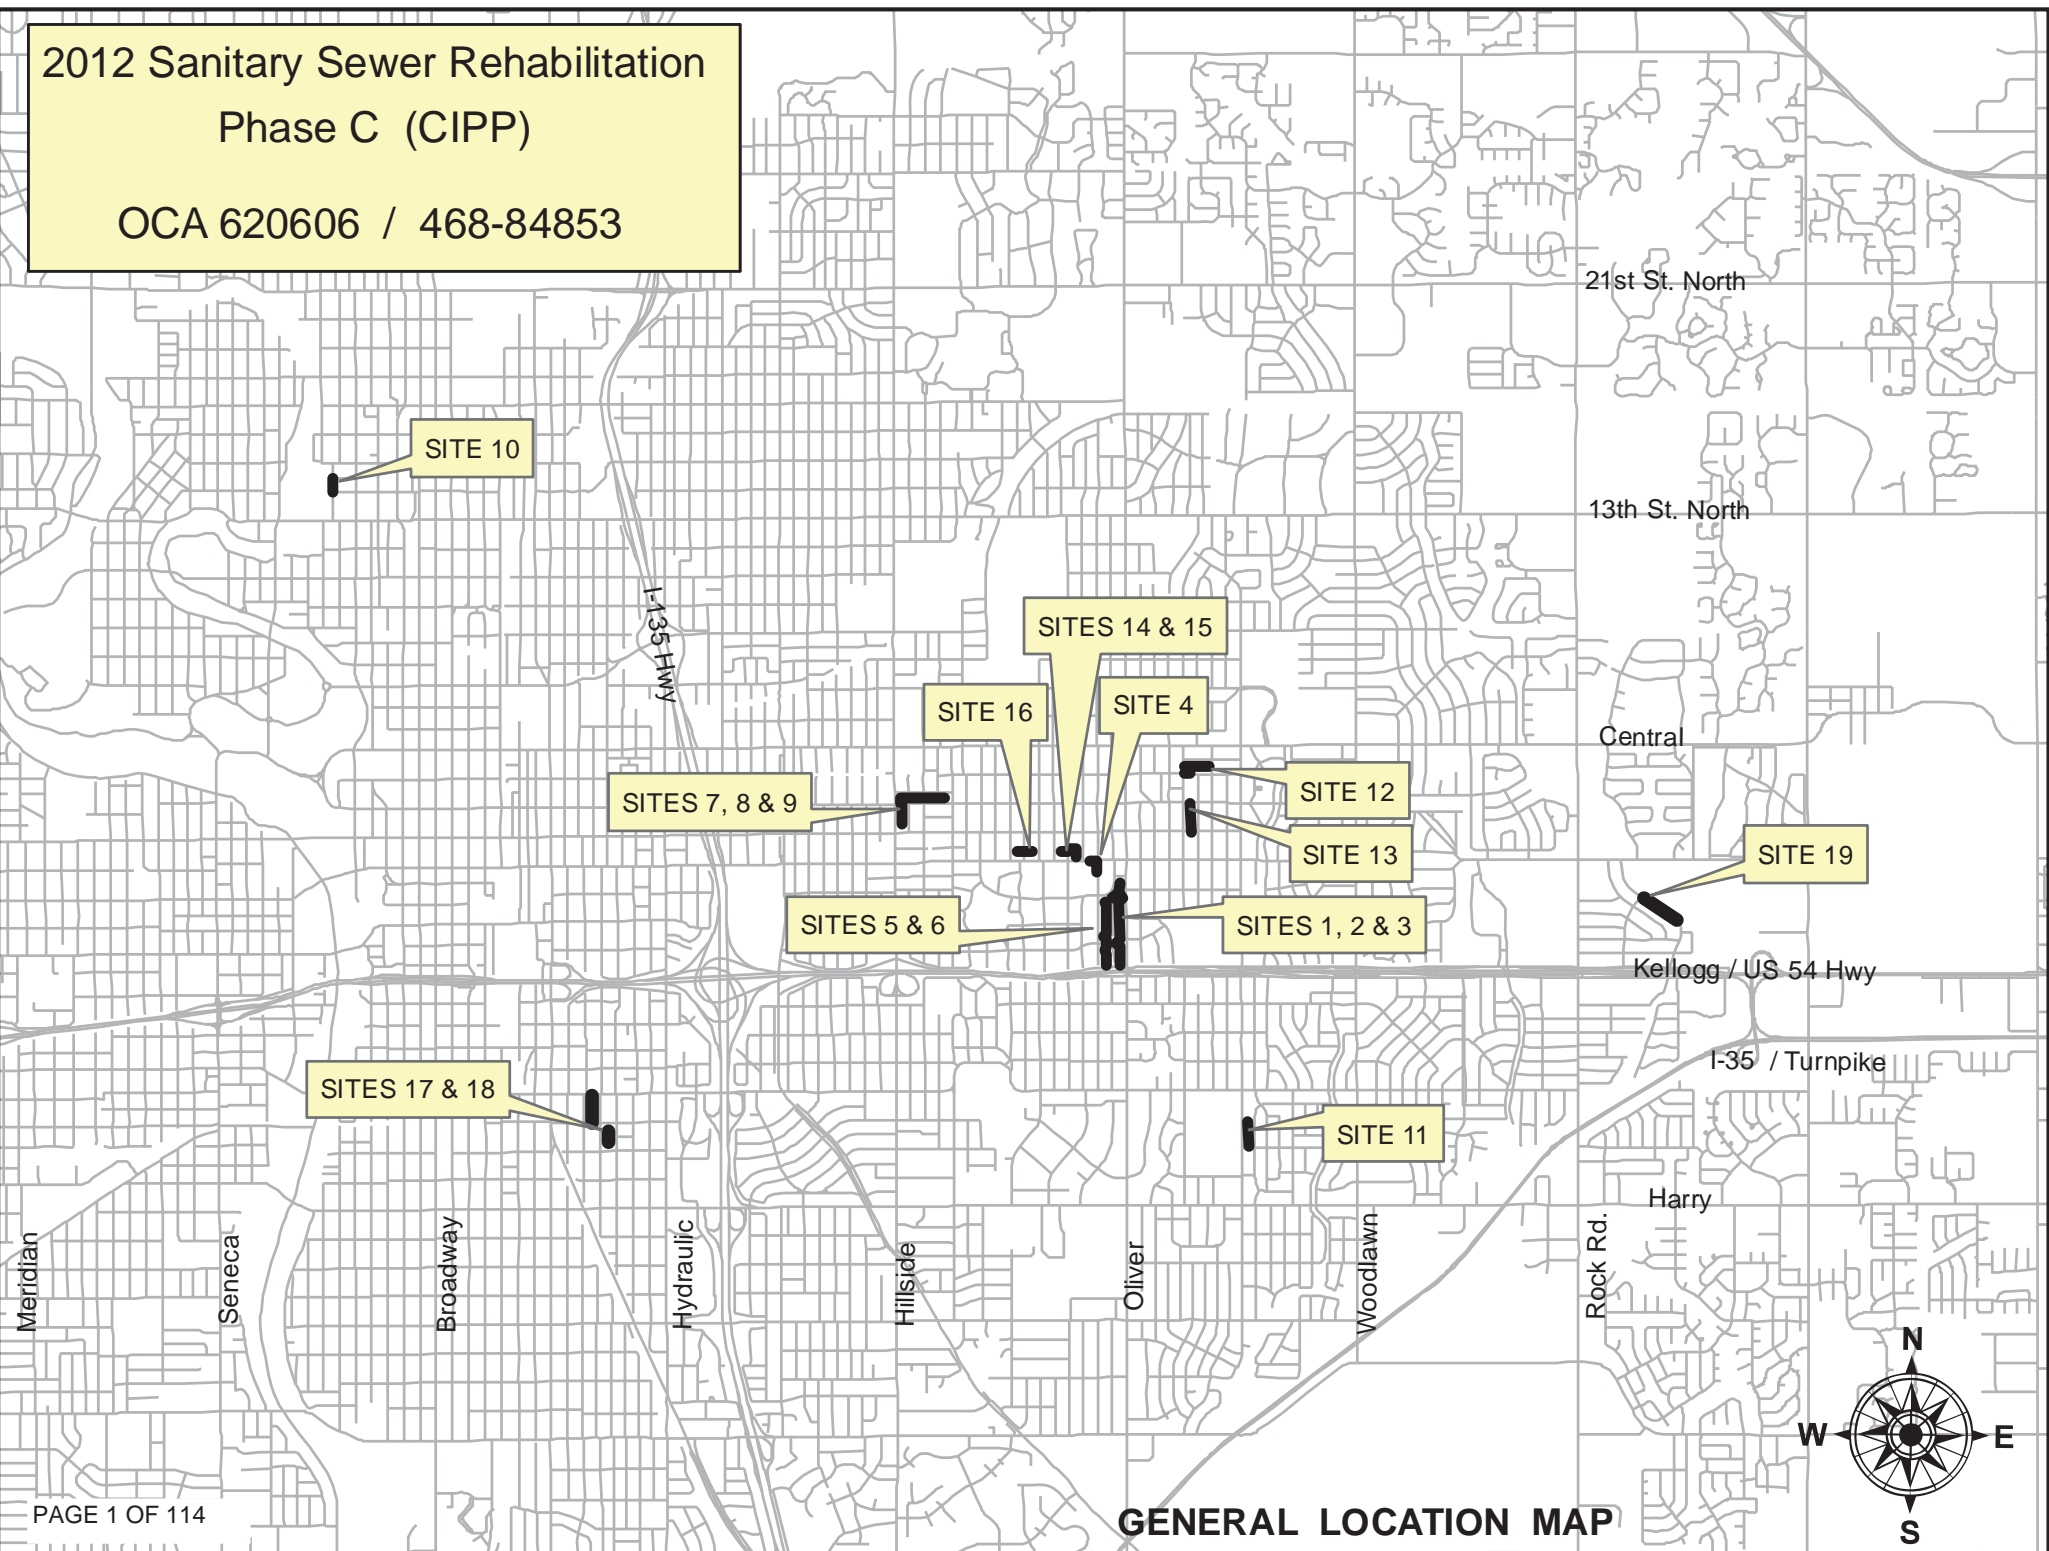 2012 Sanitary Sewer Rehabilitation
Phase C (CIPP)
OCA 620606 / 468-84853
21st St. North
SITE 10
13th St. North
I-135 Hwy
SITES 14 & 15
SITE 16
SITE 4
Central
SITES 7, 8 & 9
SITE 12
SITE 13
SITE 19
SITES 5 & 6
SITES 1, 2 & 3
Kellogg / US 54 Hwy
I-35 / Turnpike
SITES 17 & 18
SITE 11
Harry
Meridian
Seneca
Broadway
Hydraulic
Hillside
Oliver
Woodlawn
Rock Rd.
N
W
E
S
PAGE 1 OF 114
GENERAL LOCATION MAP